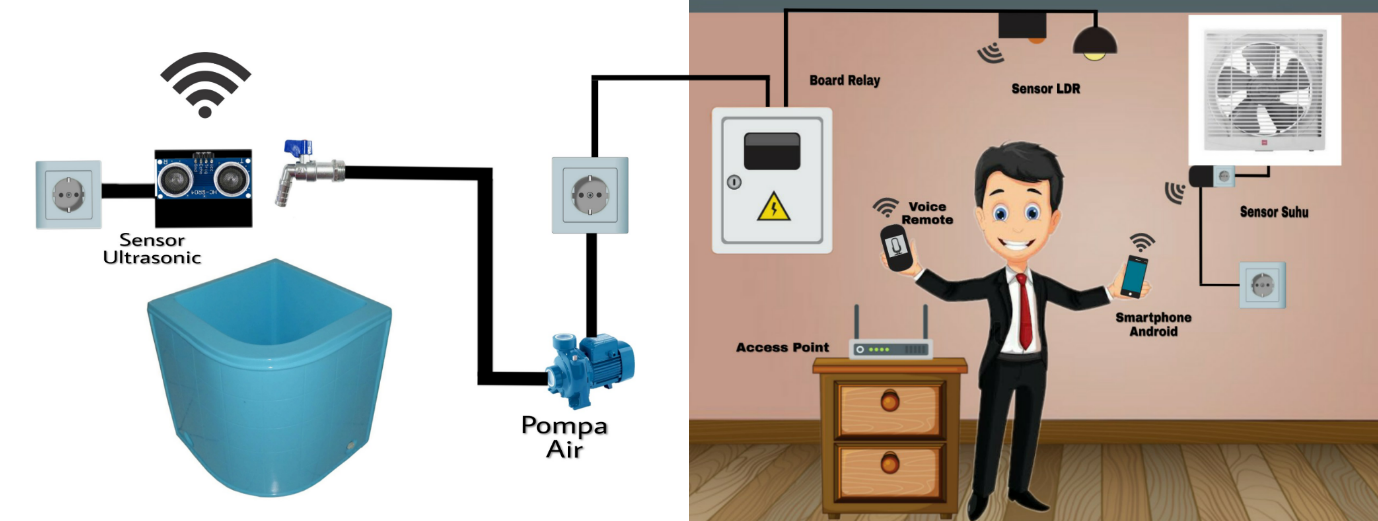 Sensor
Ultrasonic
Pompa
Air
Board Relay
Sensor LDR
Voice
Remote
Sensor Suhu
Smartphone
Android
Access Point